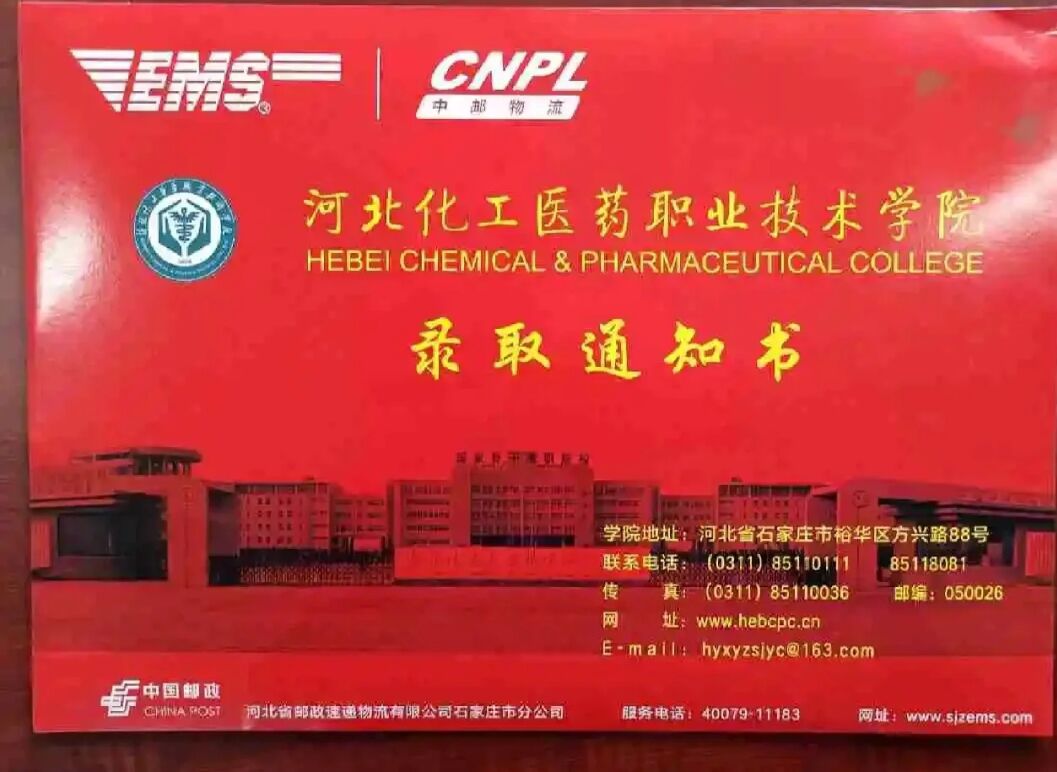 EMS®
CNPL
中邮物流
河北化工医药职业技术学院
HEBEI CHEMICAL & PHARMACEUTICAL COLLEGE
录取通知书
学院地址：河北省石家庄市裕华区方兴路88号
联系电话：（0311）85110111 85118081
传 真：（0311）85110036 邮编：050026
网 址：www.hebcpc.cn
E-mail：hyxyzsjyc@163.com
中国邮政
CHINA POST
河北省邮政速递物流有限公司石家庄市分公司 服务电话：40079-11183 网址：www.sjzems.com